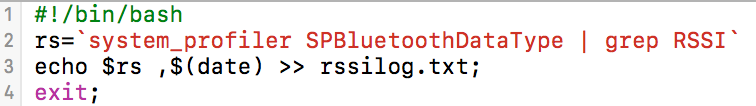 1 #!/bin/bash
2 rs=`system_profiler SPBluetoothDataType | grep RSSI`
3 echo $rs ,$(date) >> rssilog.txt;
4 exit;